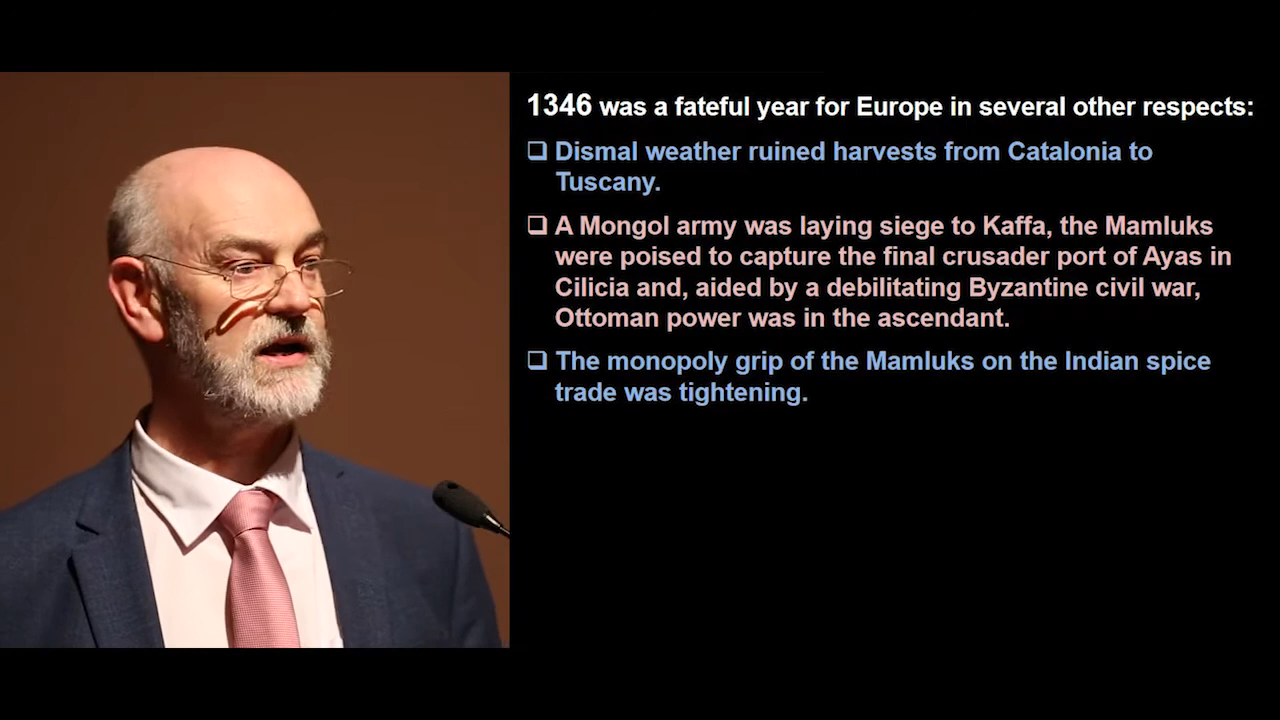 1346 was a fateful year for Europe in several other respects:
❑ Dismal weather ruined harvests from Catalonia to
Tuscany.
❑ A Mongol army was laying siege to Kaffa, the Mamluks
were poised to capture the final crusader port of Ayas in
Cilicia and, aided by a debilitating Byzantine civil war,
Ottoman power was in the ascendant.
❑ The monopoly grip of the Mamluks on the Indian spice
trade was tightening.